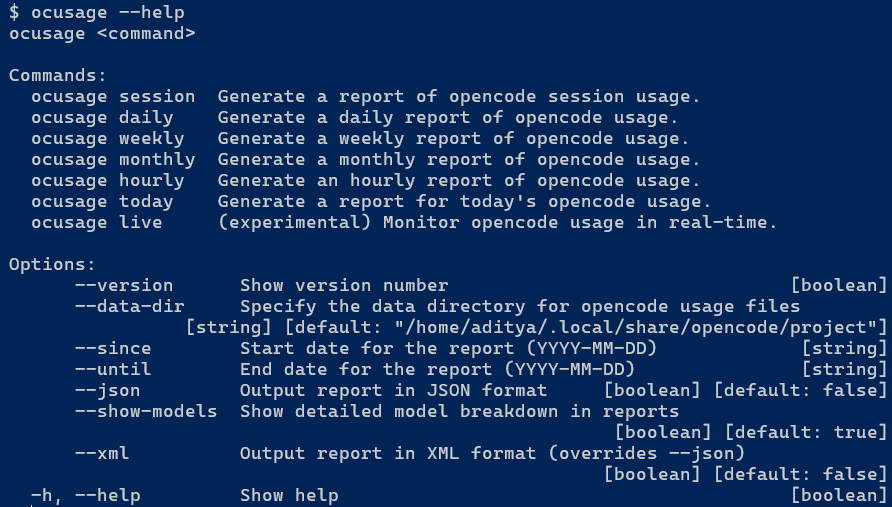 $ ocusage --help
ocusage <command>

Commands:
  ocusage session  Generate a report of opencode session usage.
  ocusage daily    Generate a daily report of opencode usage.
  ocusage weekly   Generate a weekly report of opencode usage.
  ocusage monthly  Generate a monthly report of opencode usage.
  ocusage hourly   Generate an hourly report of opencode usage.
  ocusage today    Generate a report for today's opencode usage.
  ocusage live     (experimental) Monitor opencode usage in real-time.

Options:
      --version      Show version number                               [boolean]
      --data-dir     Specify the data directory for opencode usage files
                [string] [default: "/home/aditya/.local/share/opencode/project"]
      --since        Start date for the report (YYYY-MM-DD)             [string]
      --until        End date for the report (YYYY-MM-DD)               [string]
      --json         Output report in JSON format     [boolean] [default: false]
      --show-models  Show detailed model breakdown in reports
                                                       [boolean] [default: true]
      --xml          Output report in XML format (overrides --json)
                                                      [boolean] [default: false]
  -h, --help         Show help                                         [boolean]